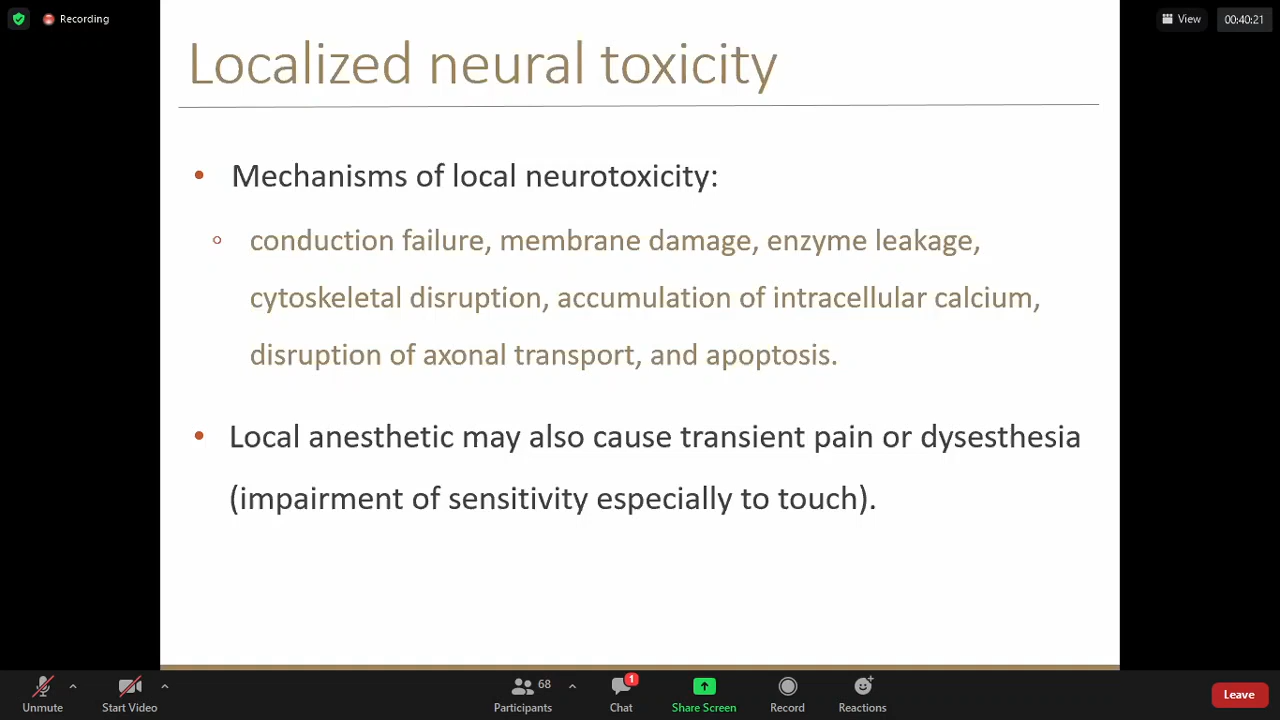 Recording
View
00:40:21
Localized neural toxicity
• Mechanisms of local neurotoxicity:
◦ conduction failure, membrane damage, enzyme leakage,
cytoskeletal disruption, accumulation of intracellular calcium,
disruption of axonal transport, and apoptosis.
• Local anesthetic may also cause transient pain or dysesthesia
(impairment of sensitivity especially to touch).
68
1
Unmute
Start Video
Participants
Chat
Share Screen
Record
Reactions
Leave